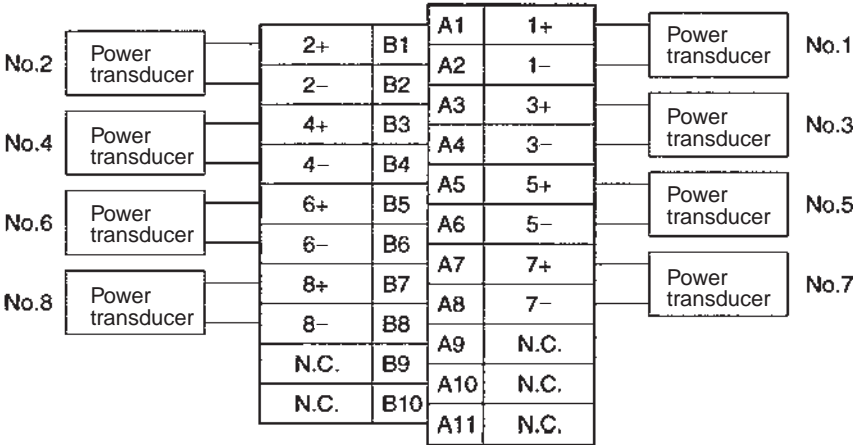 A1 1+
Power transducer No.1
A2 1−
No.2 Power transducer
2+ B1
2− B2
A3 3+
Power transducer No.3
A4 3−
No.4 Power transducer
4+ B3
4− B4
A5 5+
Power transducer No.5
A6 5−
No.6 Power transducer
6+ B5
6− B6
A7 7+
Power transducer No.7
A8 7−
No.8 Power transducer
8+ B7
8− B8
A9 N.C.
N.C. B9
A10 N.C.
N.C. B10
A11 N.C.